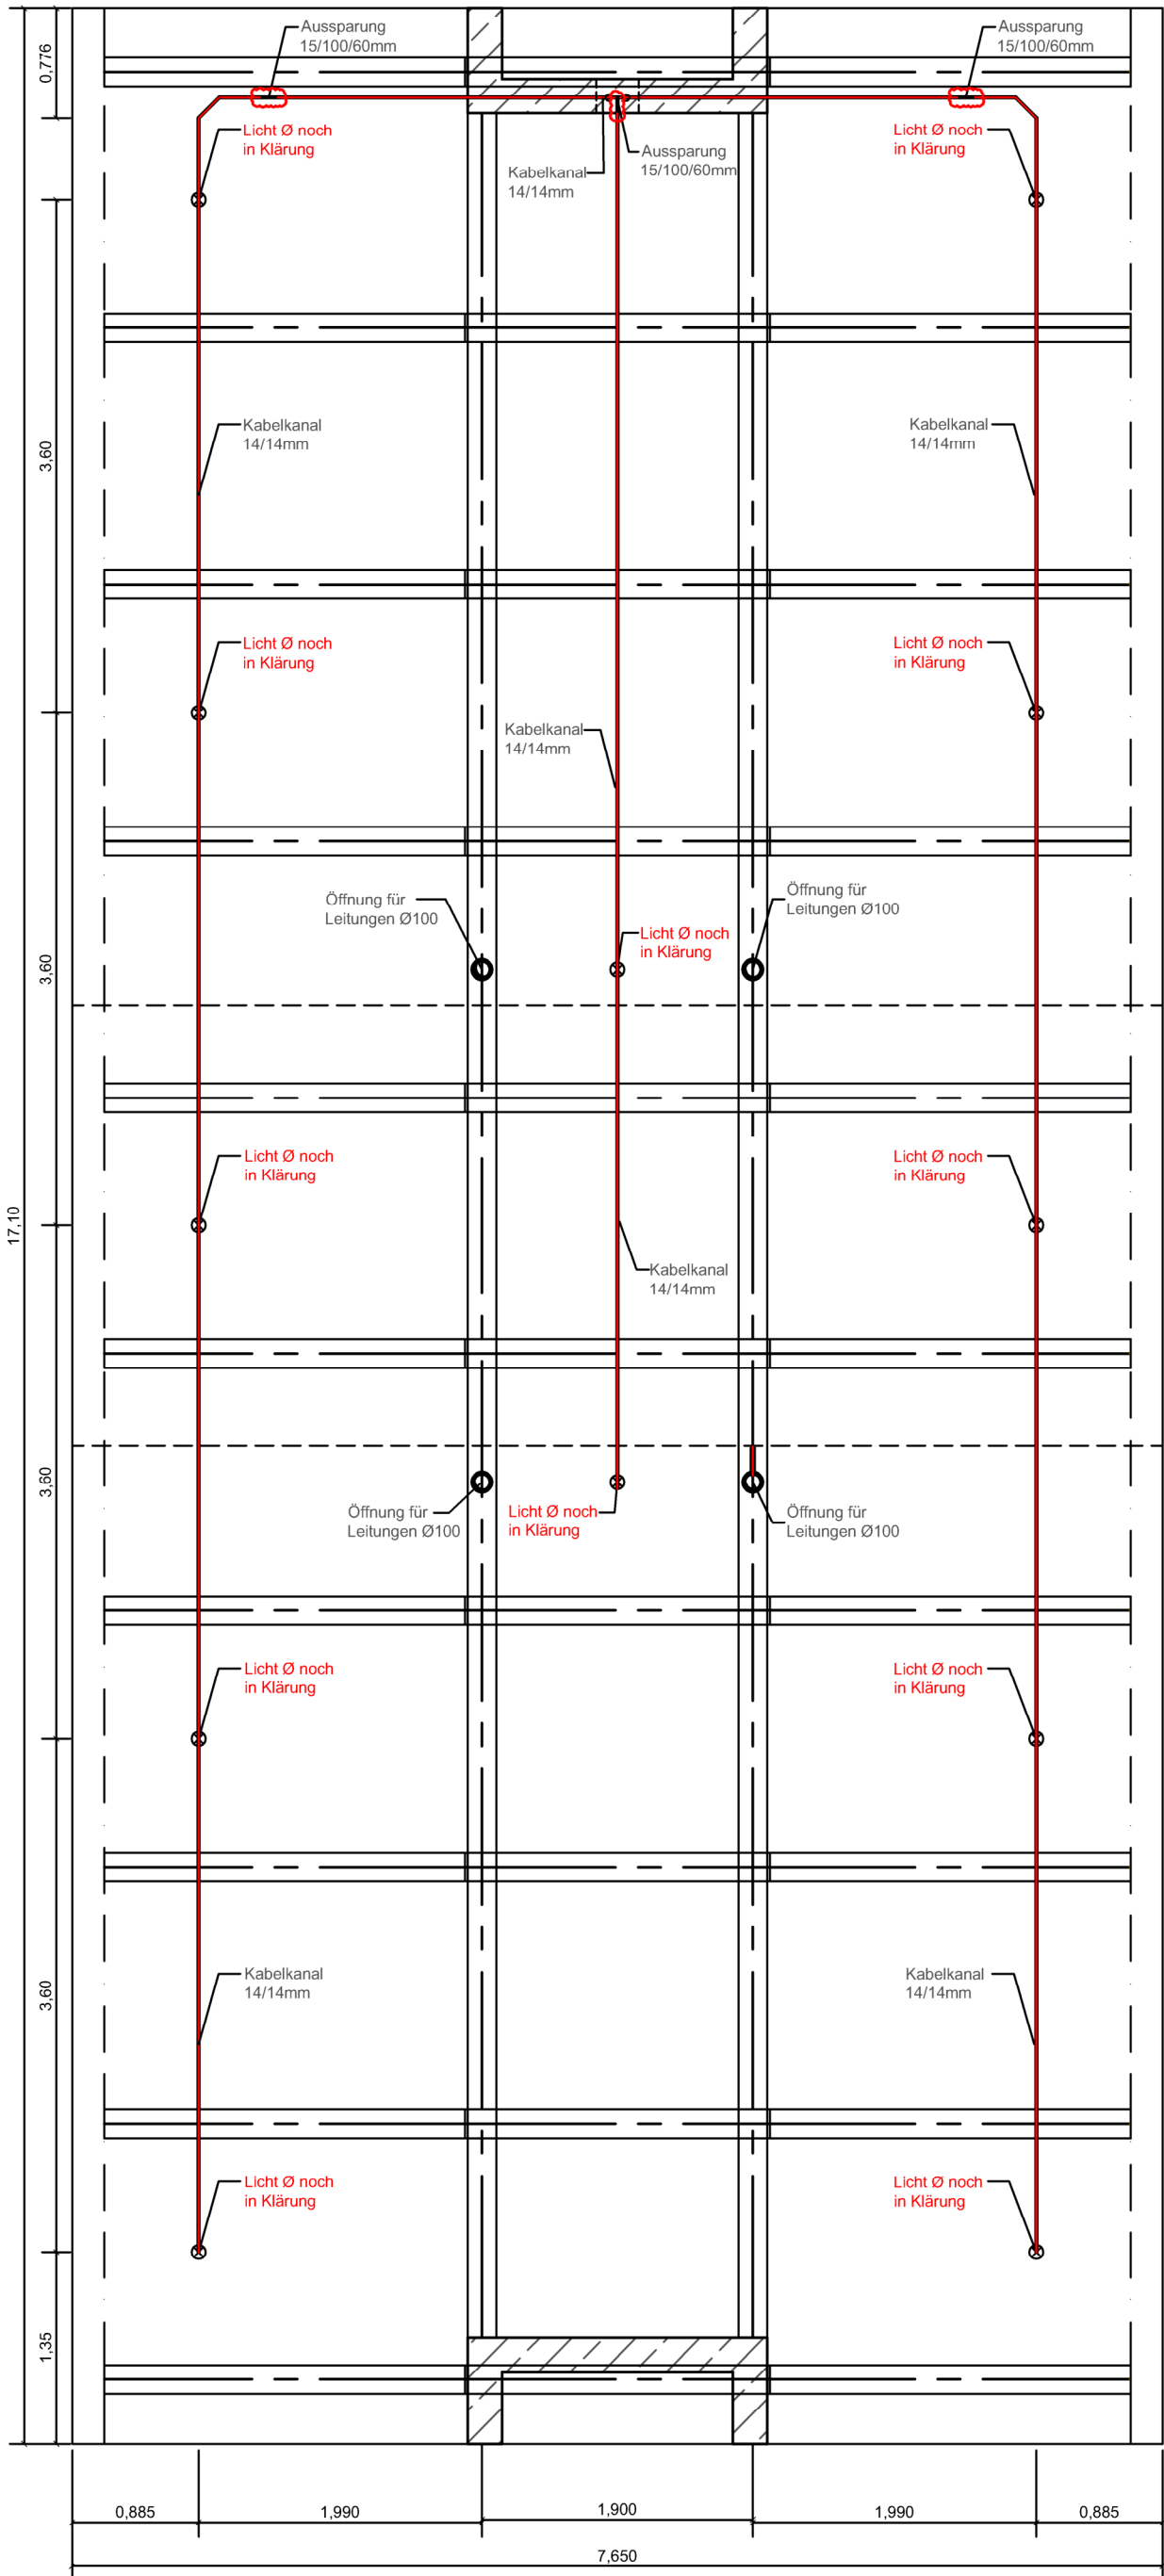 Aussparung
15/100/60mm
Aussparung
15/100/60mm
0,776
Licht Ø noch
in Klärung
Licht Ø noch
in Klärung
Aussparung
15/100/60mm
Kabelkanal
14/14mm
Kabelkanal
14/14mm
Kabelkanal
14/14mm
3,60
Licht Ø noch
in Klärung
Licht Ø noch
in Klärung
Kabelkanal
14/14mm
Öffnung für
Leitungen Ø100
Öffnung für
Leitungen Ø100
Licht Ø noch
in Klärung
3,60
Licht Ø noch
in Klärung
Licht Ø noch
in Klärung
17,10
Kabelkanal
14/14mm
3,60
Öffnung für
Leitungen Ø100
Licht Ø noch
in Klärung
Öffnung für
Leitungen Ø100
Licht Ø noch
in Klärung
Licht Ø noch
in Klärung
Kabelkanal
14/14mm
Kabelkanal
14/14mm
3,60
Licht Ø noch
in Klärung
Licht Ø noch
in Klärung
1,35
0,885
1,990
1,900
1,990
0,885
7,650